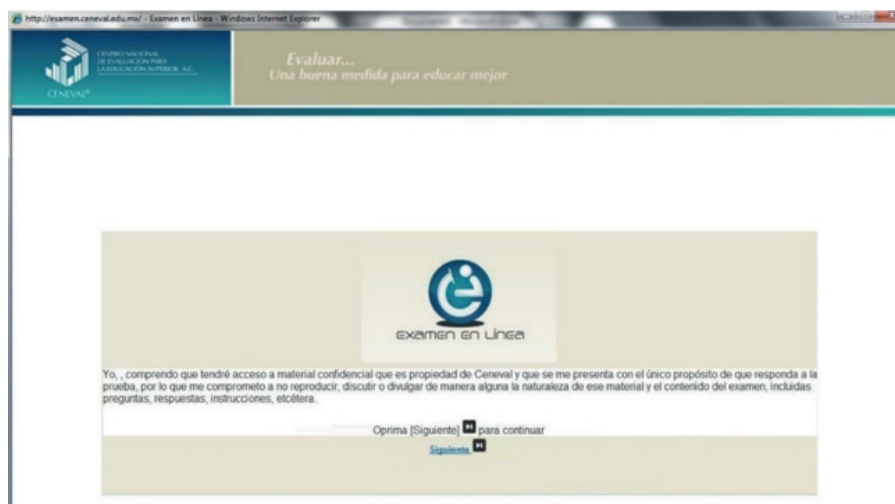 http://examen.ceneval.edu.mx/ - Examen en Línea - Windows Internet Explorer
CENTRO NACIONAL
DE EVALUACIÓN PARA
LA EDUCACIÓN SUPERIOR, A.C.
CENEVAL®
Evaluar...
Una buena medida para educar mejor
examen en línea
Yo, , comprendo que tendré acceso a material confidencial que es propiedad de Ceneval y que se me presenta con el único propósito de que responda a la
prueba, por lo que me comprometo a no reproducir, discutir o divulgar de manera alguna la naturaleza de ese material y el contenido del examen, incluidas
preguntas, respuestas, instrucciones, etcétera.
Oprima [Siguiente] para continuar
Siguiente